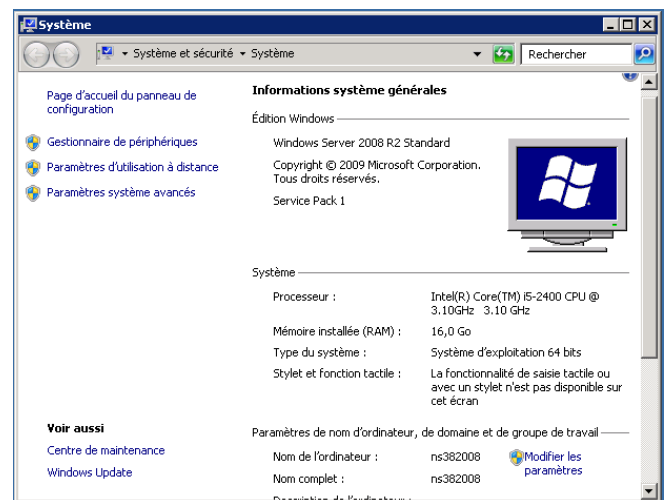 Système
Système et sécurité
Système
Rechercher
Page d'accueil du panneau de
configuration
Gestionnaire de périphériques
Paramètres d'utilisation à distance
Paramètres système avancés
Voir aussi
Centre de maintenance
Windows Update
Informations système générales
Édition Windows
Windows Server 2008 R2 Standard
Copyright © 2009 Microsoft Corporation.
Tous droits réservés.
Service Pack 1
Système
Processeur :
Intel(R) Core(TM) i5-2400 CPU @
3.10GHz 3.10 GHz
Mémoire installée (RAM) :
16,0 Go
Type du système :
Système d'exploitation 64 bits
Stylet et fonction tactile :
La fonctionnalité de saisie tactile ou
avec un stylet n'est pas disponible sur
cet écran
Paramètres de nom d'ordinateur, de domaine et de groupe de travail
Nom de l'ordinateur :
ns382008
Modifier les
paramètres
Nom complet :
ns382008
Description de l'ordinateur :